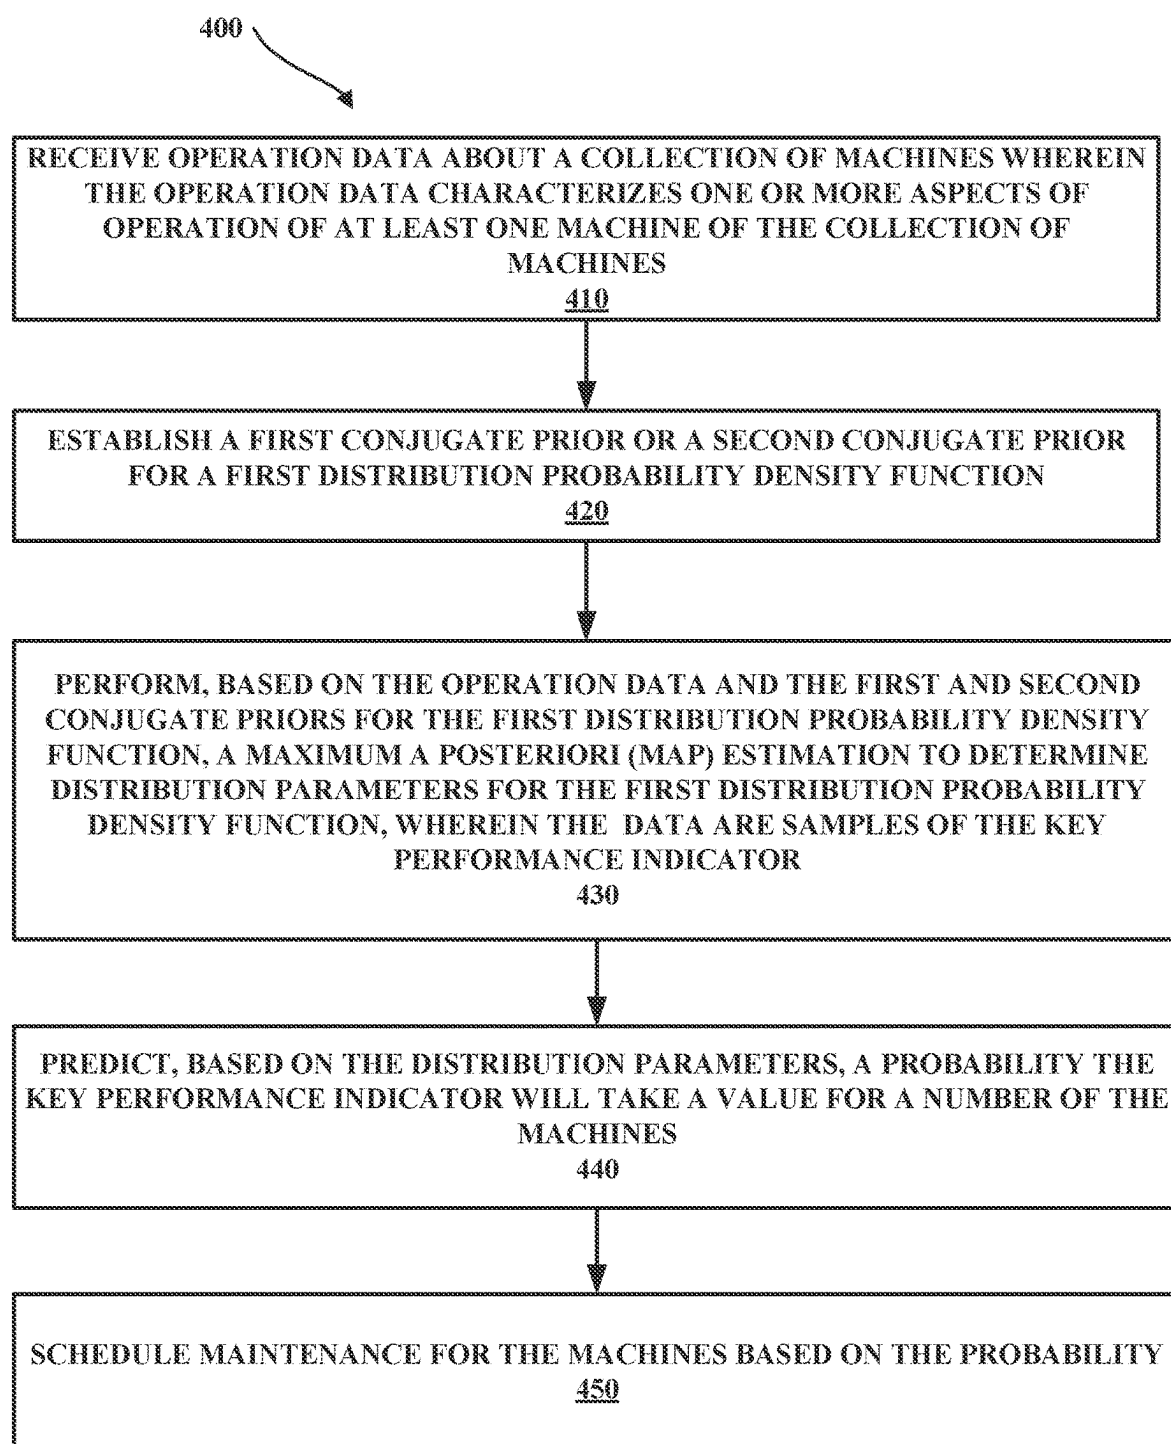 400
RECEIVE OPERATION DATA ABOUT A COLLECTION OF MACHINES WHEREIN
THE OPERATION DATA CHARACTERIZES ONE OR MORE ASPECTS OF
OPERATION OF AT LEAST ONE MACHINE OF THE COLLECTION OF
MACHINES
410
ESTABLISH A FIRST CONJUGATE PRIOR OR A SECOND CONJUGATE PRIOR
FOR A FIRST DISTRIBUTION PROBABILITY DENSITY FUNCTION
420
PERFORM, BASED ON THE OPERATION DATA AND THE FIRST AND SECOND
CONJUGATE PRIORS FOR THE FIRST DISTRIBUTION PROBABILITY DENSITY
FUNCTION, A MAXIMUM A POSTERIORI (MAP) ESTIMATION TO DETERMINE
DISTRIBUTION PARAMETERS FOR THE FIRST DISTRIBUTION PROBABILITY
DENSITY FUNCTION, WHEREIN THE DATA ARE SAMPLES OF THE KEY
PERFORMANCE INDICATOR
430
PREDICT, BASED ON THE DISTRIBUTION PARAMETERS, A PROBABILITY THE
KEY PERFORMANCE INDICATOR WILL TAKE A VALUE FOR A NUMBER OF THE
MACHINES
440
SCHEDULE MAINTENANCE FOR THE MACHINES BASED ON THE PROBABILITY
450